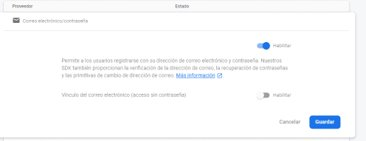 Proveedor Estado
Correo electrónico/contraseña
Habilitar
Permite a los usuarios registrarse con su dirección de correo electrónico y contraseña. Nuestros
SDK también proporcionan la verificación de la dirección de correo, la recuperación de contraseñas
y las primitivas de cambio de dirección de correo. Más información
Vínculo del correo electrónico (acceso sin contraseña) Habilitar
Cancelar Guardar